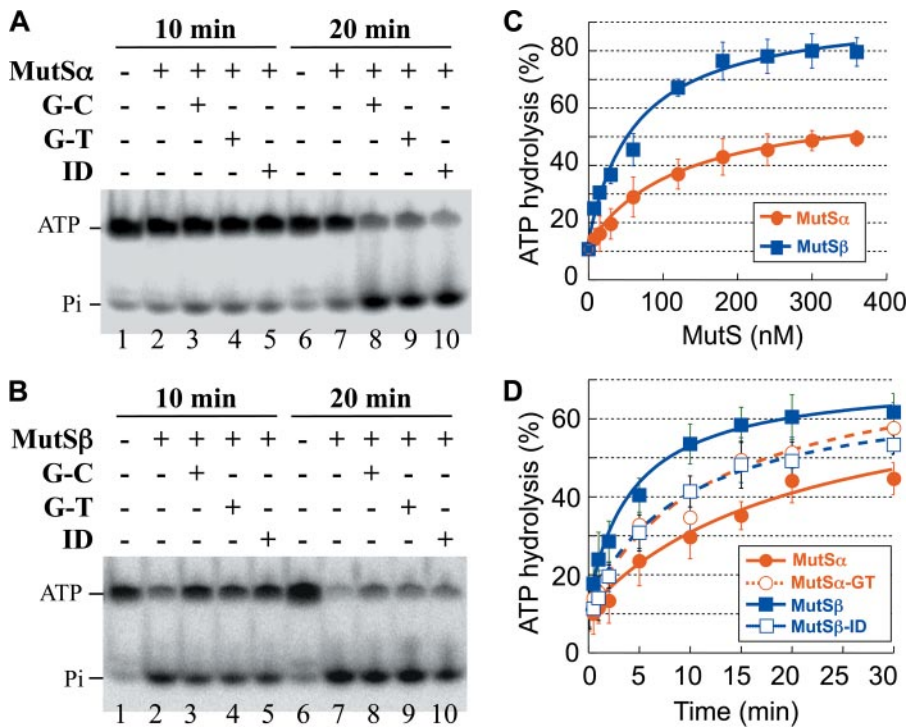 A
10 min 20 min
MutSα - + + + + - + + + +
G-C - - + - - - - + - -
G-T - - - + - - - - + -
ID - - - - + - - - - +
ATP
Pi
1 2 3 4 5 6 7 8 9 10
B
10 min 20 min
MutSβ - + + + + - + + + +
G-C - - + - - - - + - -
G-T - - - + - - - - + -
ID - - - - + - - - - +
ATP
Pi
1 2 3 4 5 6 7 8 9 10
C
ATP hydrolysis (%)
80
60
40
20
0
MutSα
MutSβ
0 100 200 300 400
MutS (nM)
D
ATP hydrolysis (%)
60
40
20
0
MutSα
MutSα-GT
MutSβ
MutSβ-ID
0 5 10 15 20 25 30
Time (min)